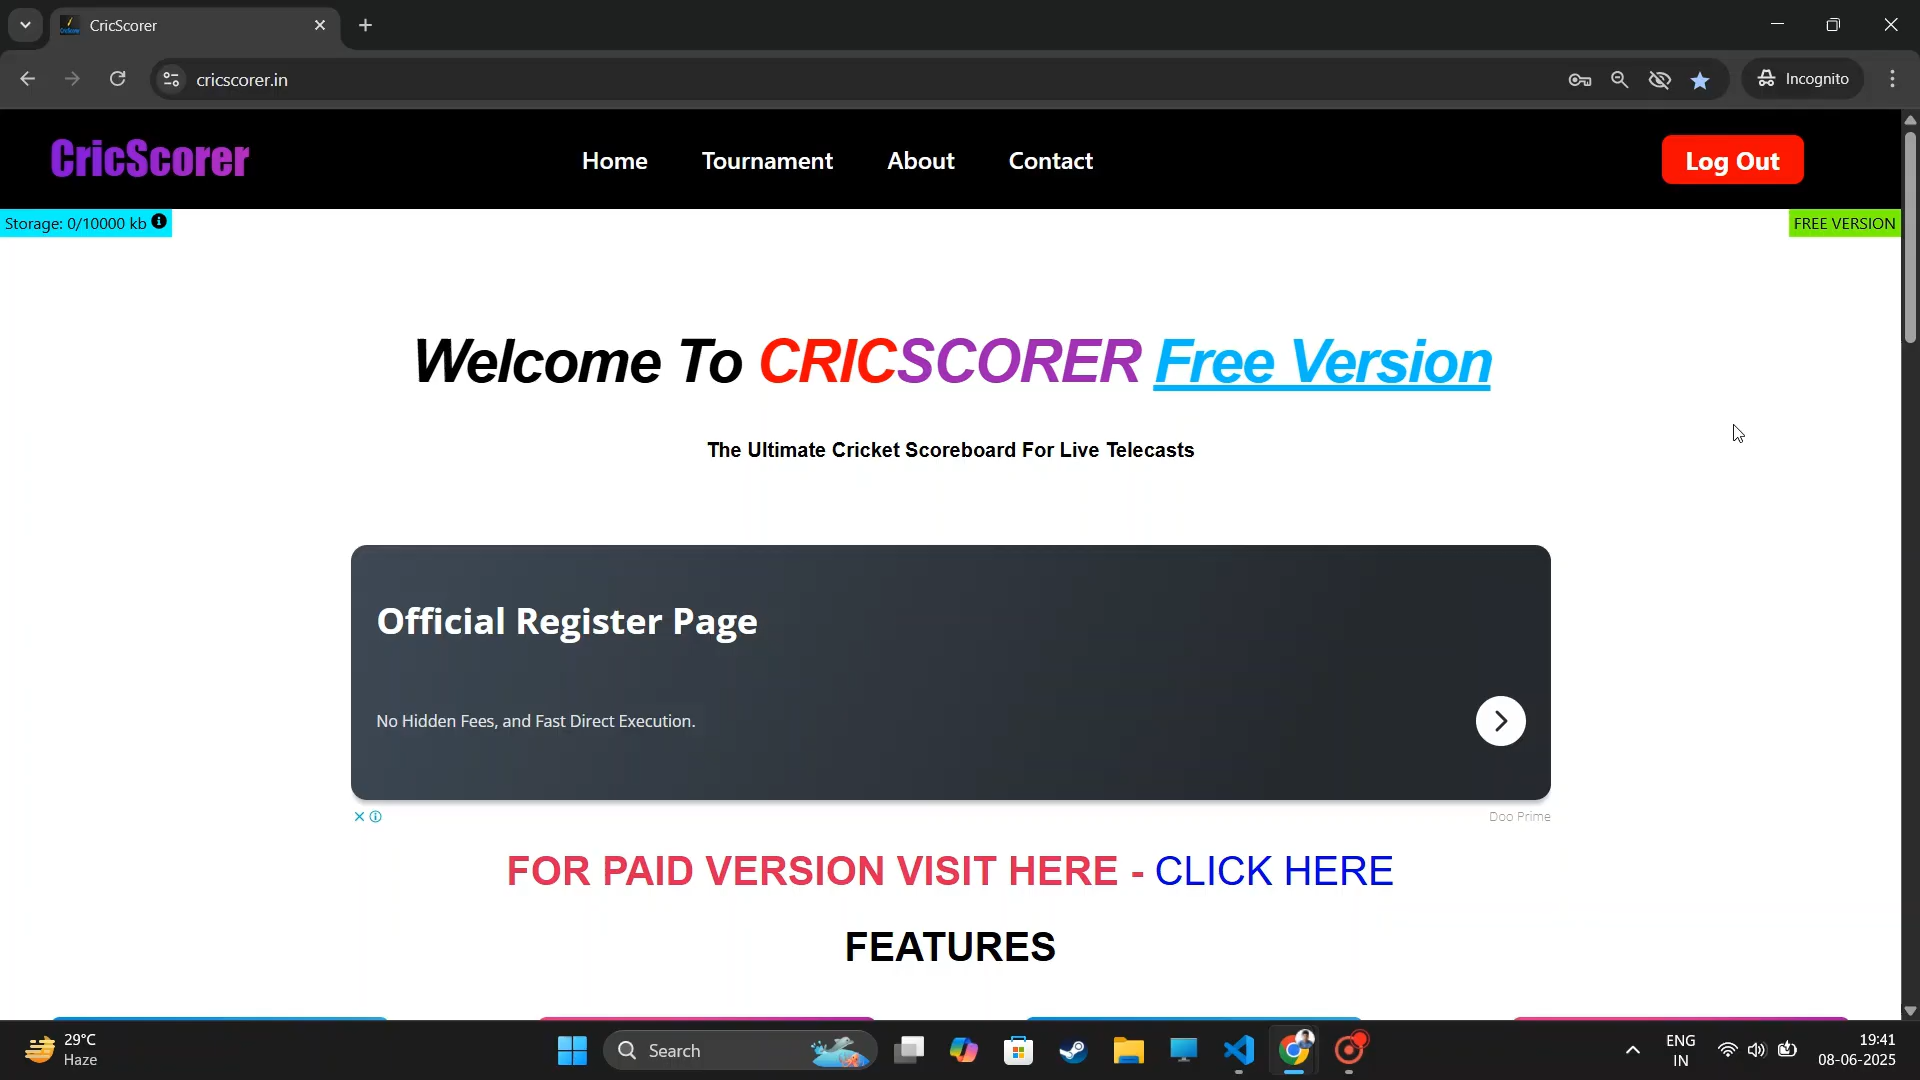 CricScorer
cricscorer.in
Incognito
CricScorer
Home
Tournament
About
Contact
Log Out
Storage: 0/10000 kb
FREE VERSION
Welcome To CRICSCORER Free Version
The Ultimate Cricket Scoreboard For Live Telecasts
Official Register Page
No Hidden Fees, and Fast Direct Execution.
Doo Prime
FOR PAID VERSION VISIT HERE - CLICK HERE
FEATURES
29°C
Haze
Search
ENG
IN
19:41
08-06-2025